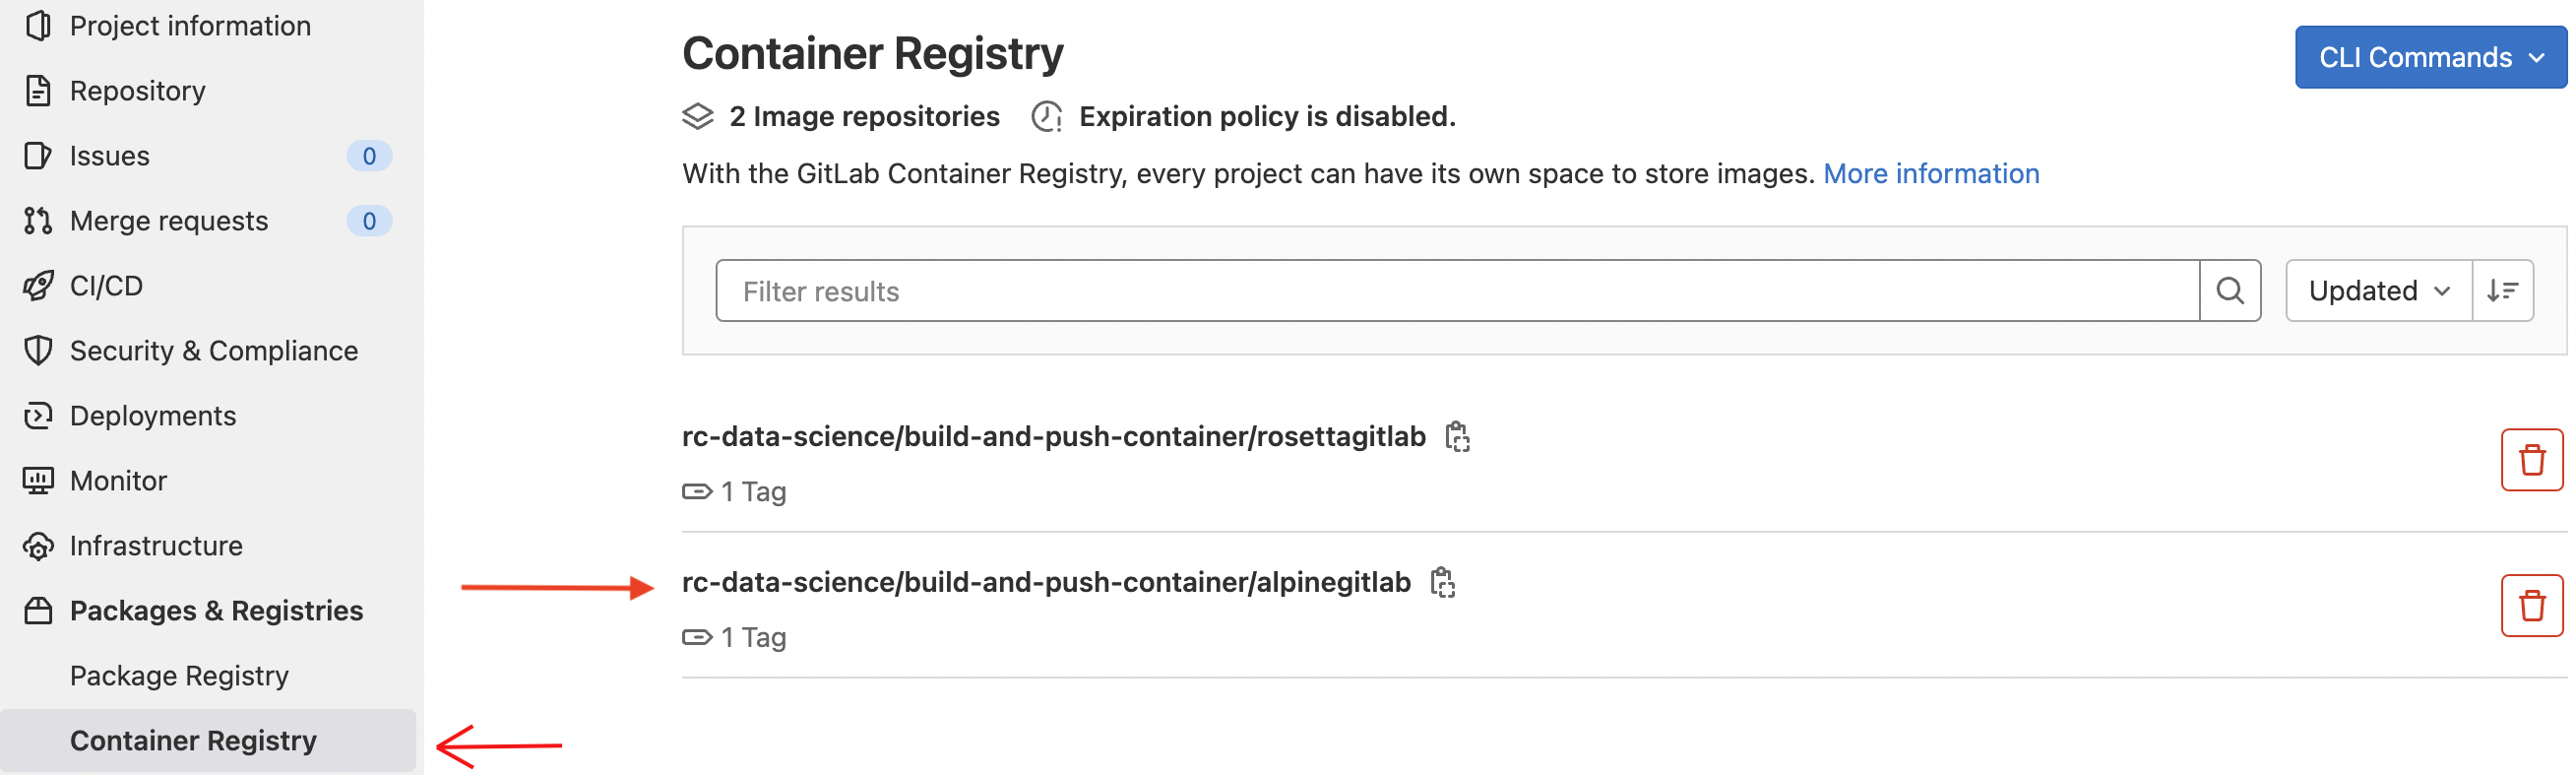 Project information
Repository
Issues 0
Merge requests 0
CI/CD
Security & Compliance
Deployments
Monitor
Infrastructure
Packages & Registries
Package Registry
Container Registry
Container Registry
CLI Commands
2 Image repositories Expiration policy is disabled.
With the GitLab Container Registry, every project can have its own space to store images. More information
Filter results
Updated
rc-data-science/build-and-push-container/rosettagitlab
1 Tag
rc-data-science/build-and-push-container/alpinegitlab
1 Tag